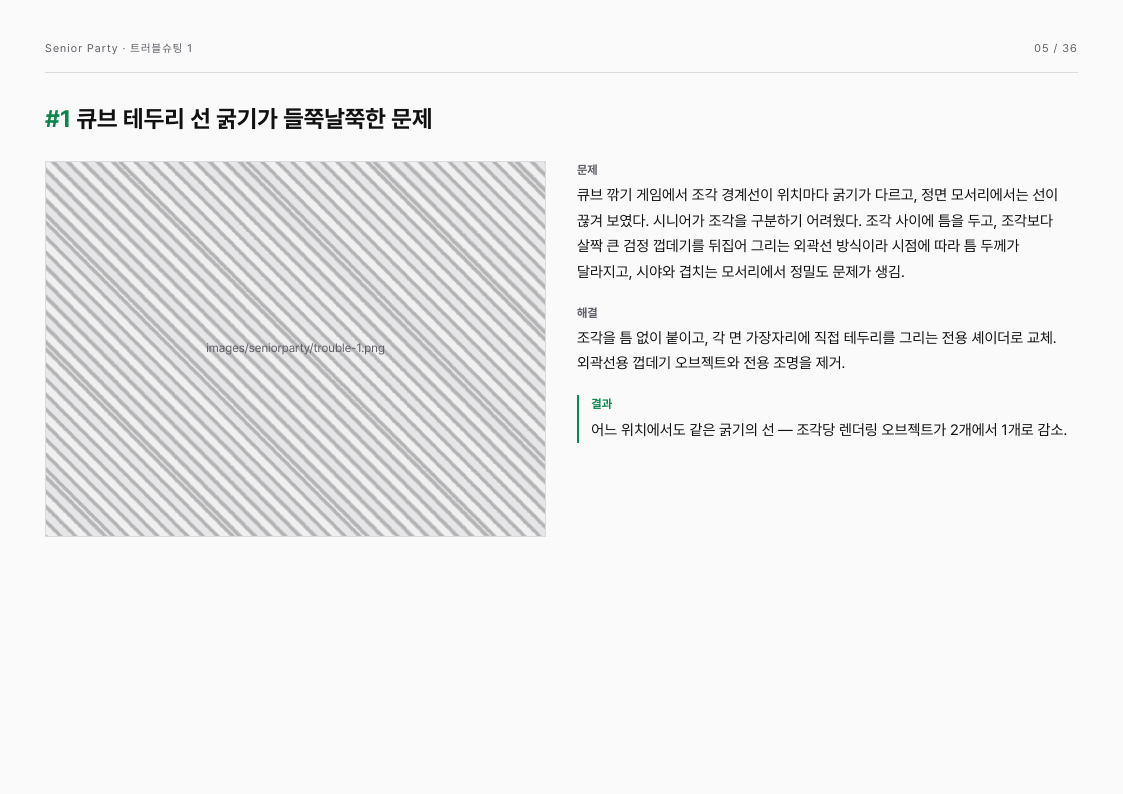 Senior Party · 트러블슈팅 1
05 / 36
#1 큐브 테두리 선 굵기가 들쭉날쭉한 문제
images/seniorparty/trouble-1.png
문제
큐브 깎기 게임에서 조각 경계선이 위치마다 굵기가 다르고, 정면 모서리에서는 선이
끊겨 보였다. 시니어가 조각을 구분하기 어려웠다. 조각 사이에 틈을 두고, 조각보다
살짝 큰 검정 껍데기를 뒤집어 그리는 외곽선 방식이라 시점에 따라 틈 두께가
달라지고, 시야와 겹치는 모서리에서 정밀도 문제가 생김.
해결
조각을 틈 없이 붙이고, 각 면 가장자리에 직접 테두리를 그리는 전용 셰이더로 교체.
외곽선용 껍데기 오브젝트와 전용 조명을 제거.
결과
어느 위치에서도 같은 굵기의 선 — 조각당 렌더링 오브젝트가 2개에서 1개로 감소.